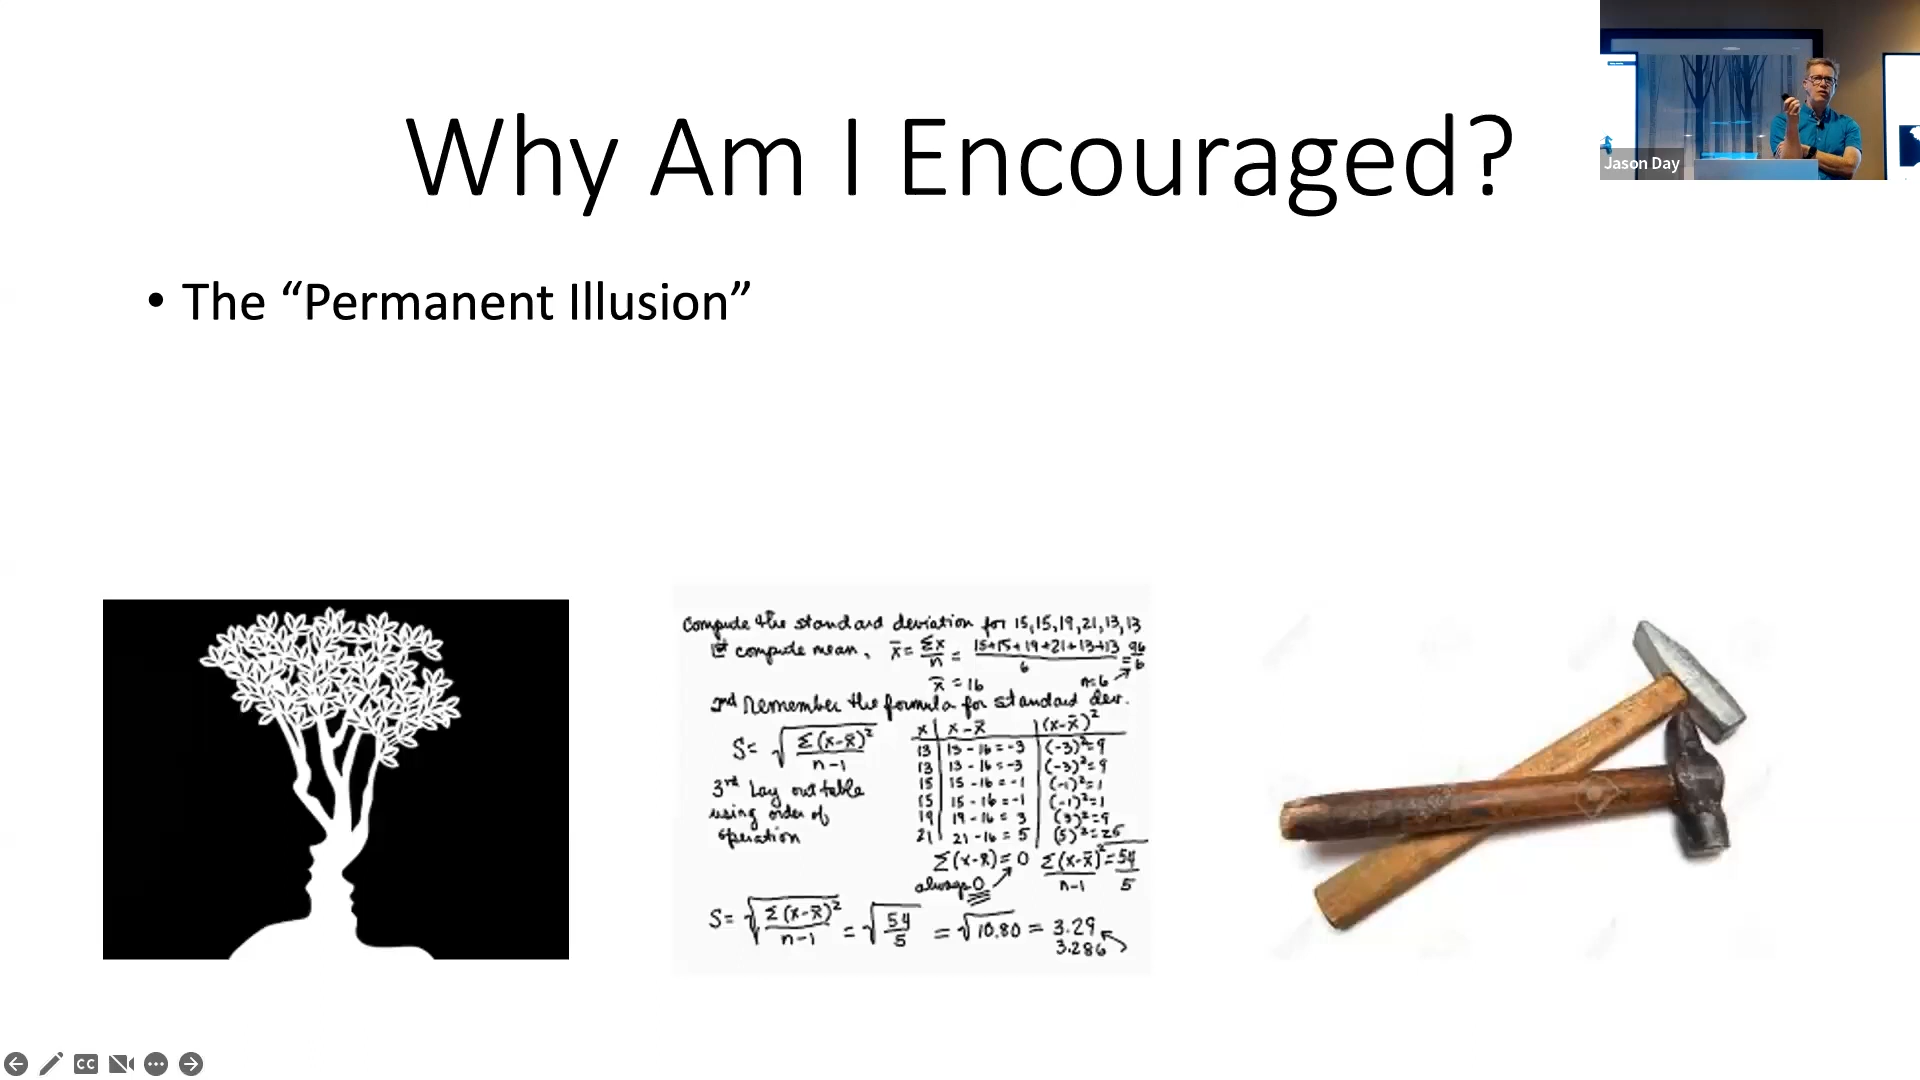 Why Am I Encouraged?
Jason Day
• The “Permanent Illusion”
Compute the standard deviation for 15,15,19,21,13,13
1st compute mean, x̄ = Σx/n = 15+15+19+21+13+13/6 = 96/6
x̄ = 16 n=6
2nd Remember the formula for standard dev.
S = √Σ(x-x̄)²/n-1
3rd Lay out table
using order of
operation
x | x-x̄ | (x-x̄)²
13 | 13-16=-3 | (-3)²=9
13 | 13-16=-3 | (-3)²=9
15 | 15-16=-1 | (-1)²=1
15 | 15-16=-1 | (-1)²=1
19 | 19-16=3 | (3)²=9
21 | 21-16=5 | (5)²=25
Σ(x-x̄)=0 Σ(x-x̄)²/n-1 = 54/5
always 0
S = √Σ(x-x̄)²/n-1 = √54/5 = √10.80 = 3.29
3.286
CC